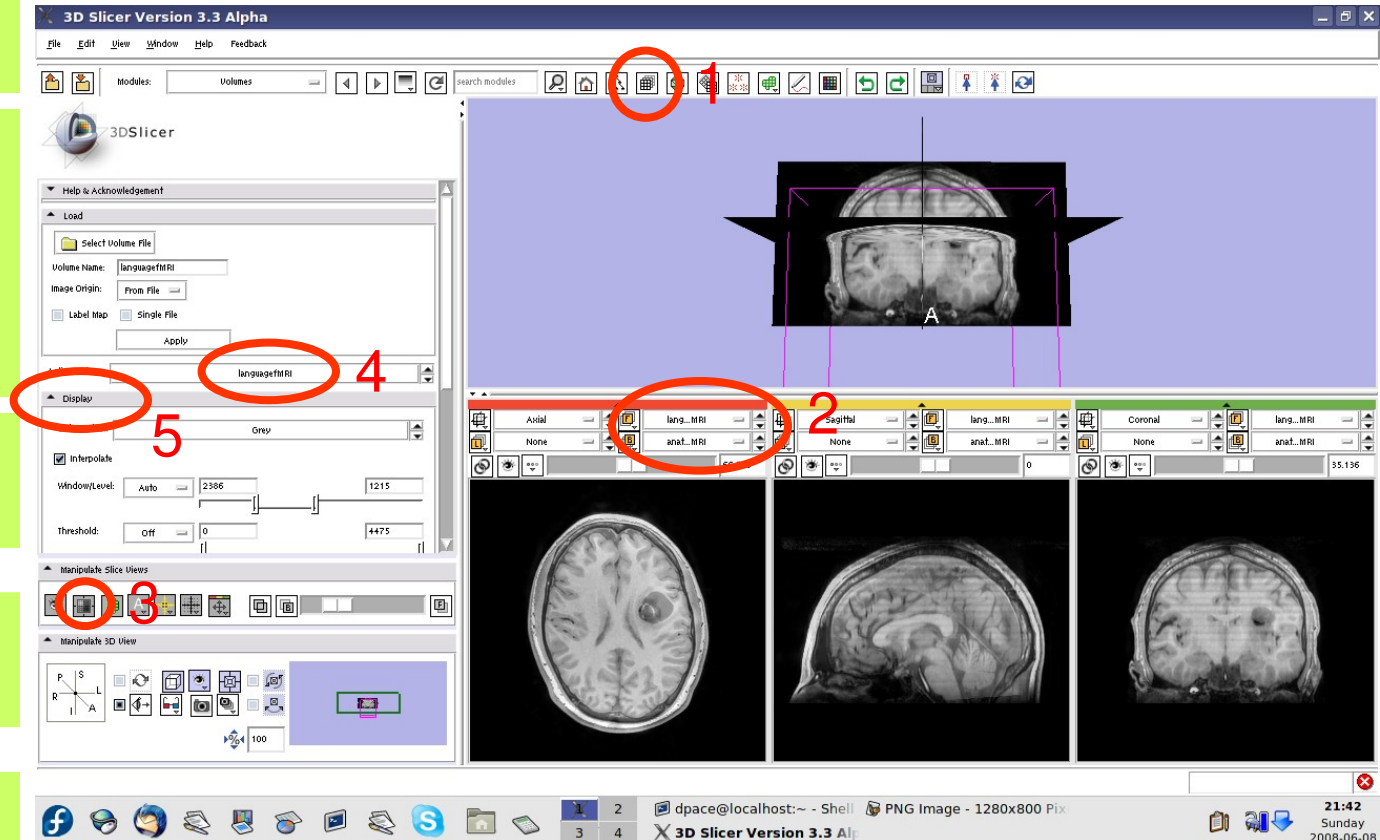 3D Slicer Version 3.3 Alpha
File Edit View Window Help Feedback
Modules: Volumes search modules
1
3DSlicer
Help & Acknowledgement
Load
Select Volume File
Volume Name: languagefMRI
Image Origin: From File
Label Map Single File
Apply
languagefMRI
4
Display
5
Grey
Interpolate
Window/Level: Auto 2386 1215
Threshold: Off 0 4475
Manipulate Slice Views
3
Manipulate 3D View
P S
R L
I A
% 100
A
2
Axial F lang...MRI Sagittal F lang...MRI Coronal F lang...MRI
L None B anat...MRI L None B anat...MRI L None B anat...MRI
0 35.136
1 2 dpace@localhost:~ - Shell PNG Image - 1280x800 Pix
3 4 3D Slicer Version 3.3 Alp
21:42
Sunday
2008-06-08